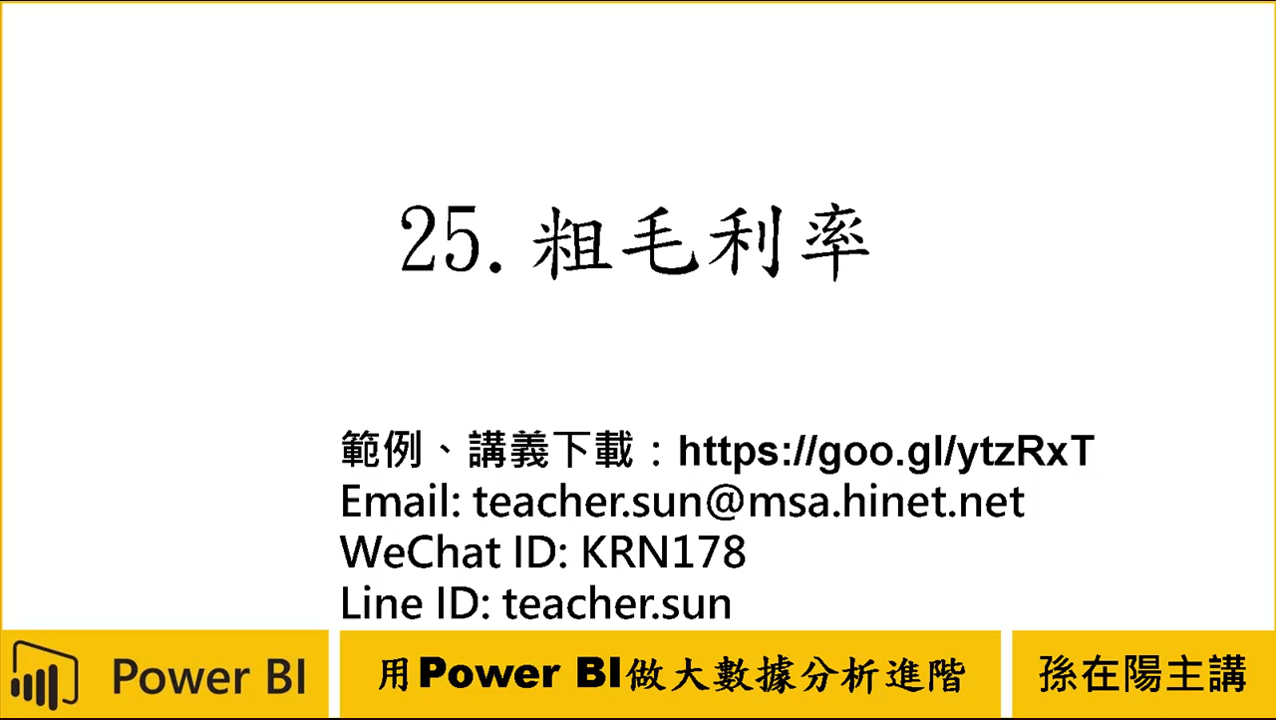 25.粗毛利率
範例、講義下載：https://goo.gl/ytzRxT
Email: teacher.sun@msa.hinet.net
WeChat ID: KRN178
Line ID: teacher.sun
Power BI
用Power BI做大數據分析進階
孫在陽主講